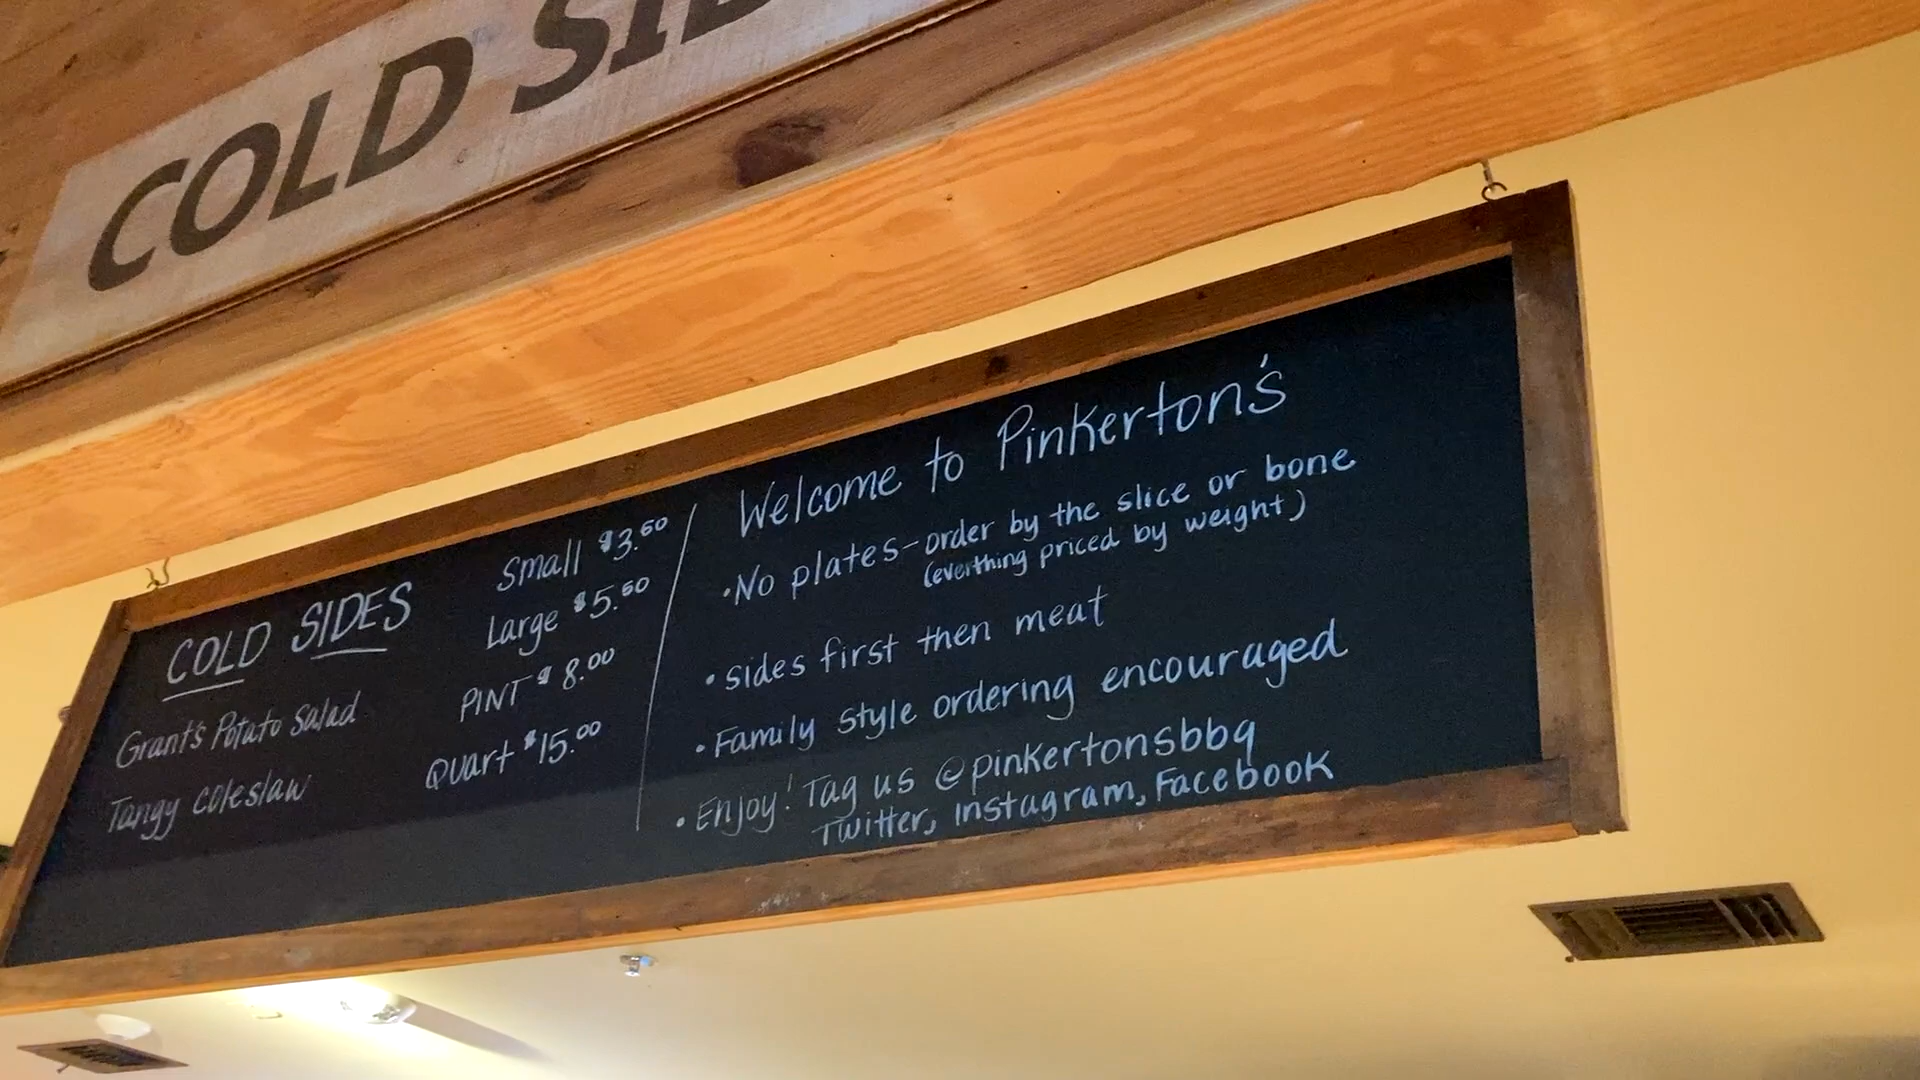 COLD SI
COLD SIDES
Grant's Potato Salad
Tangy coleslaw
Small $3.50
Large $5.50
PINT $8.00
Quart $15.00
Welcome to Pinkerton's
• No plates - order by the slice or bone
(everthing priced by weight)
• sides first then meat
• Family style ordering encouraged
• Enjoy! Tag us @pinkertonsbbq
Twitter, Instagram, Facebook